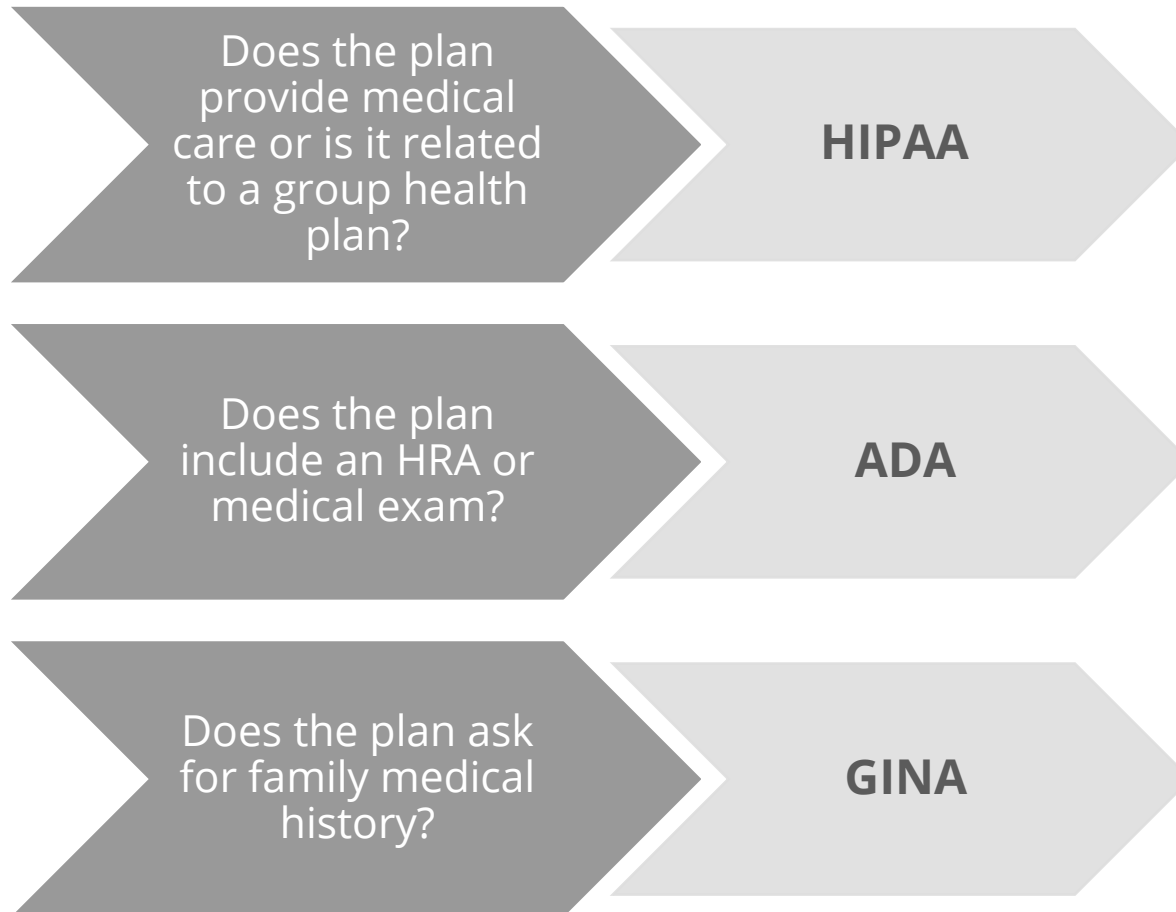 Does the plan
provide medical
care or is it related
to a group health
plan?
HIPAA
Does the plan
include an HRA or
medical exam?
ADA
Does the plan ask
for family medical
history?
GINA